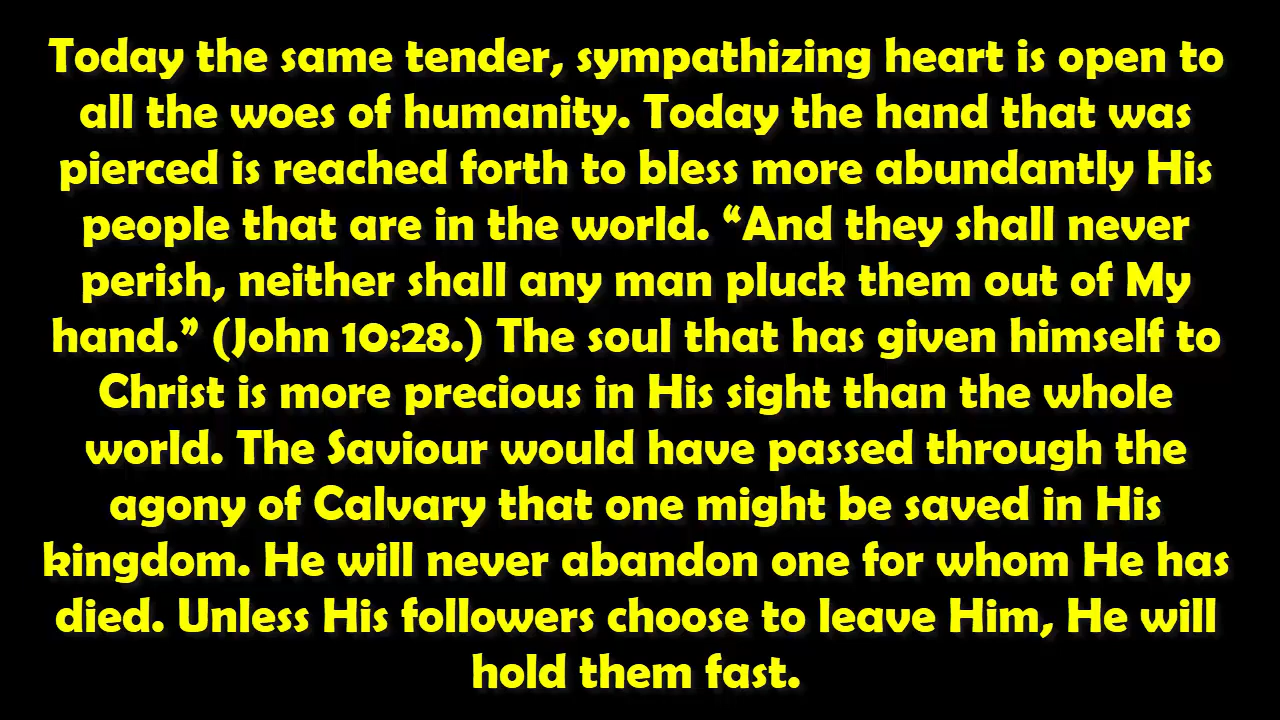 Today the same tender, sympathizing heart is open to
all the woes of humanity. Today the hand that was
pierced is reached forth to bless more abundantly His
people that are in the world. “And they shall never
perish, neither shall any man pluck them out of My
hand.” (John 10:28.) The soul that has given himself to
Christ is more precious in His sight than the whole
world. The Saviour would have passed through the
agony of Calvary that one might be saved in His
kingdom. He will never abandon one for whom He has
died. Unless His followers choose to leave Him, He will
hold them fast.